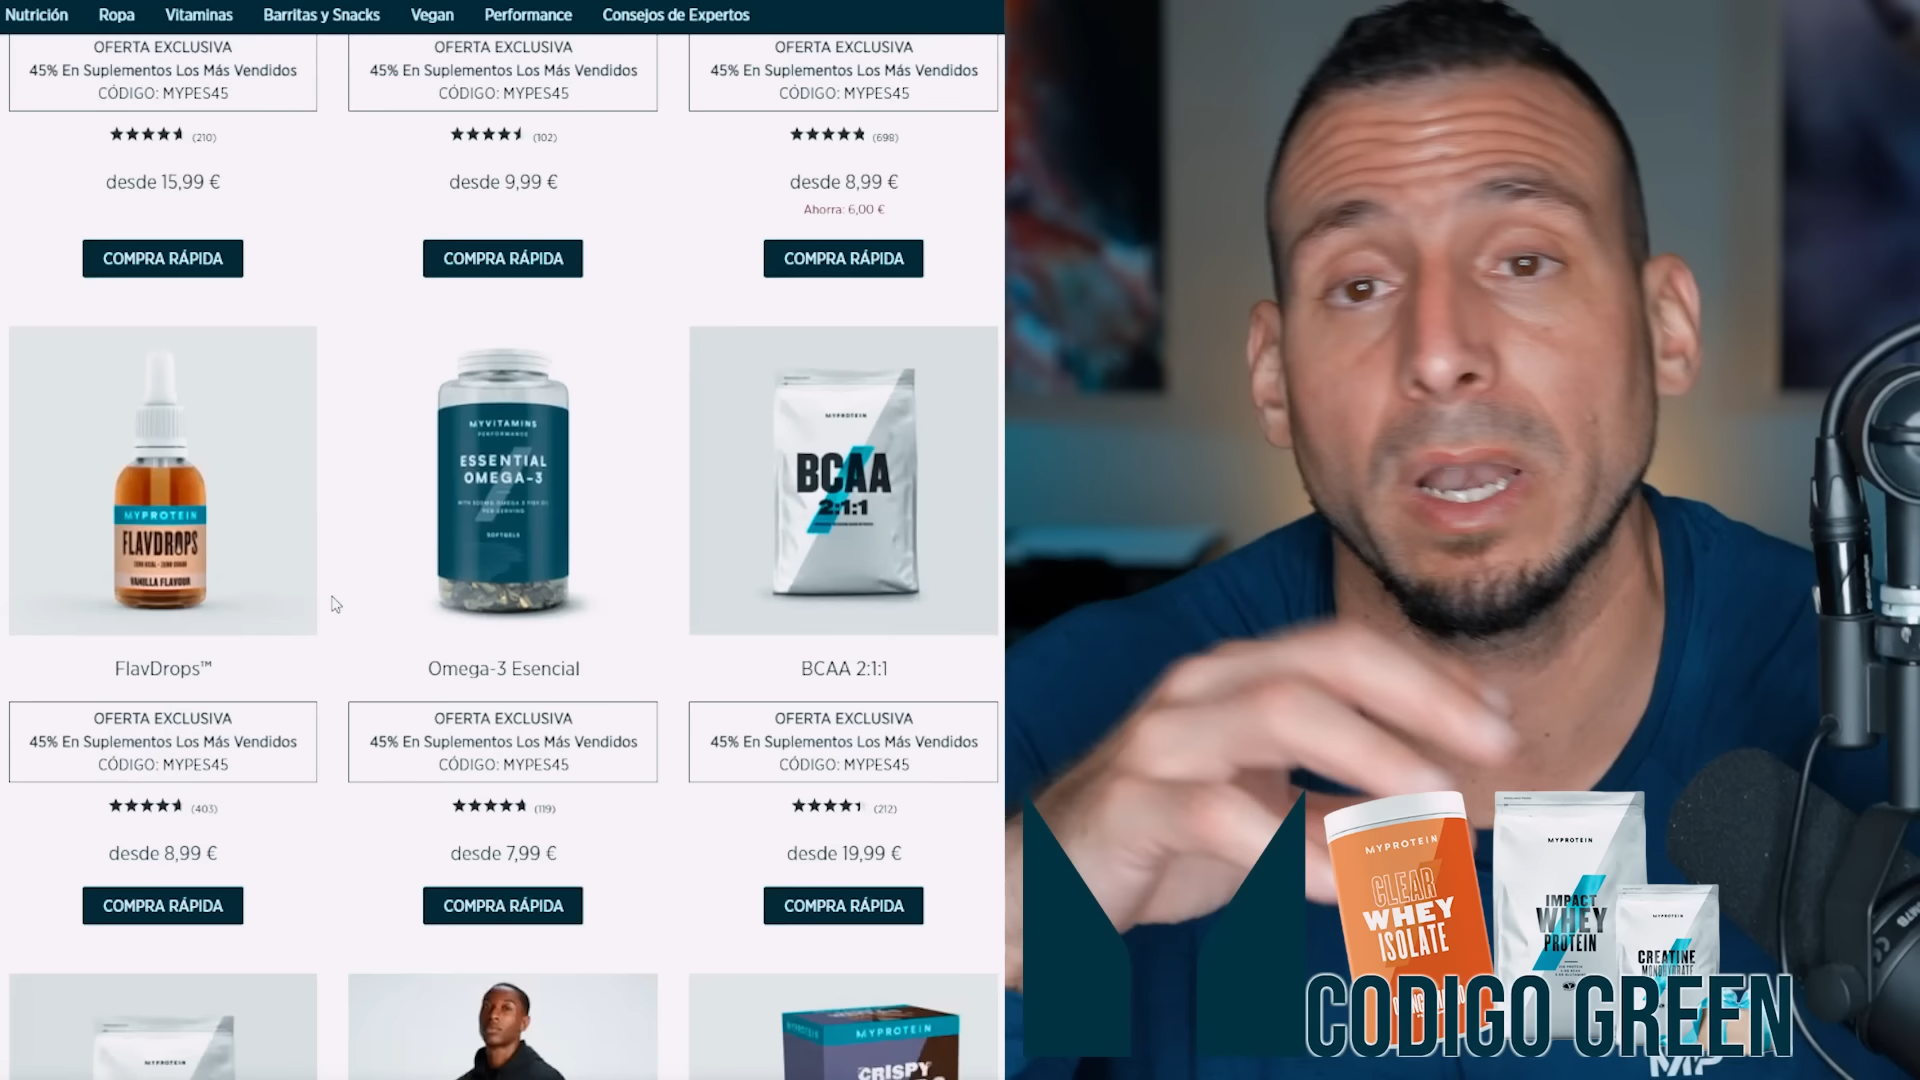 Nutrición Ropa Vitaminas Barritas y Snacks Vegan Performance Consejos de Expertos
OFERTA EXCLUSIVA
45% En Suplementos Los Más Vendidos
CÓDIGO: MYPES45
(210)
desde 15,99 €
COMPRA RÁPIDA
OFERTA EXCLUSIVA
45% En Suplementos Los Más Vendidos
CÓDIGO: MYPES45
(102)
desde 9,99 €
COMPRA RÁPIDA
OFERTA EXCLUSIVA
45% En Suplementos Los Más Vendidos
CÓDIGO: MYPES45
(698)
desde 8,99 €
Ahorra: 6,00 €
COMPRA RÁPIDA
MYPROTEIN
FLAVDROPS
VANILLA FLAVOUR
FlavDrops™
OFERTA EXCLUSIVA
45% En Suplementos Los Más Vendidos
CÓDIGO: MYPES45
(403)
desde 8,99 €
COMPRA RÁPIDA
MYVITAMINS
PERFORMANCE
ESSENTIAL
OMEGA-3
PER SERVING
SOFTGELS
Omega-3 Esencial
OFERTA EXCLUSIVA
45% En Suplementos Los Más Vendidos
CÓDIGO: MYPES45
(119)
desde 7,99 €
COMPRA RÁPIDA
MYPROTEIN
BCAA
2:1:1
BCAA 2:1:1
OFERTA EXCLUSIVA
45% En Suplementos Los Más Vendidos
CÓDIGO: MYPES45
(212)
desde 19,99 €
COMPRA RÁPIDA
MYPROTEIN
MYPROTEIN
CRISPY
MYPROTEIN
CLEAR
WHEY
ISOLATE
MYPROTEIN
IMPACT
WHEY
PROTEIN
MYPROTEIN
CREATINE
MONOHYDRATE
CODIGO GREEN
MP